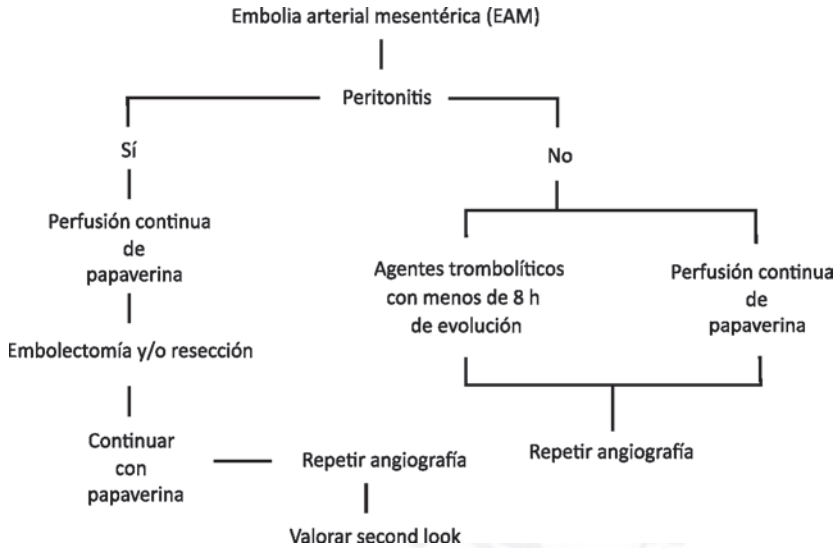 Embolia arterial mesentérica (EAM)
Peritonitis
Sí
No
Perfusión continua
de
papaverina
Agentes trombolíticos
con menos de 8 h
de evolución
Perfusión continua
de
papaverina
Embolectomía y/o resección
Continuar
con
papaverina
Repetir angiografía
Repetir angiografía
Valorar second look